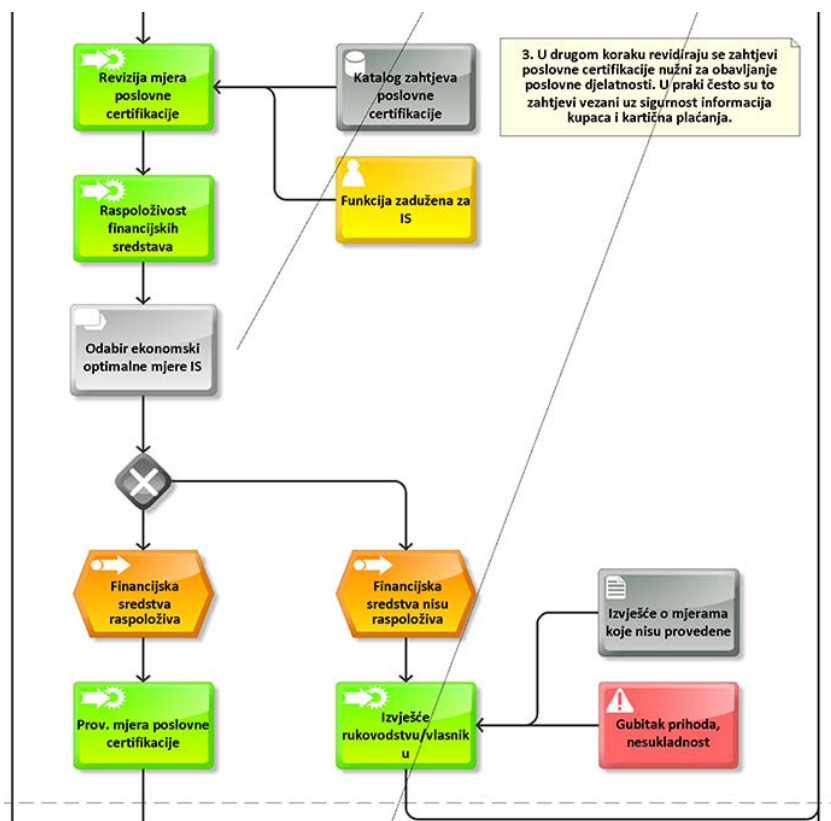 Revizija mjera
poslovne
certifikacije
Katalog zahtjeva
poslovne
certifikacije
3. U drugom koraku revidiraju se zahtjevi
poslovne certifikacije nužni za obavljanje
poslovne djelatnosti. U praki često su to
zahtjevi vezani uz sigurnost informacija
kupaca i kartična plaćanja.
Raspoloživost
financijskih
sredstava
Funkcija zadužena za
IS
Odabir ekonomski
optimalne mjere IS
Financijska
sredstva
raspoloživa
Financijska
sredstva nisu
raspoloživa
Izvješće o mjerama
koje nisu provedene
Prov. mjera poslovne
certifikacije
Izvješće
rukovodstvu/vlasnik
u
Gubitak prihoda,
nesukladnost